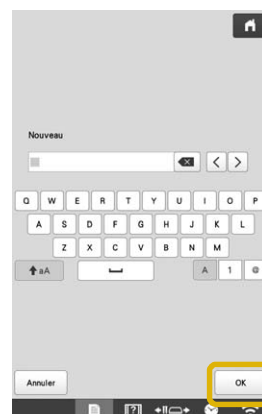 Nouveau
Q W E R T Y U I O P
A S D F G H J K L
Z X C V B N M
aA A 1 @
Annuler OK
?